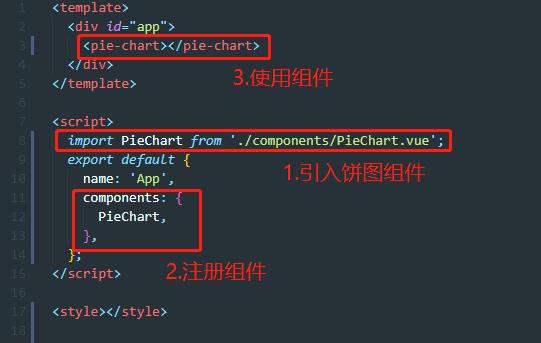 1 <template>
2 <div id="app">
3 <pie-chart></pie-chart>
4 </div>
3.使用组件
5 </template>
6
7 <script>
8 import PieChart from './components/PieChart.vue';
9 export default {
10 name: 'App',
1.引入饼图组件
11 components: {
12 PieChart,
13 },
14 };
2.注册组件
15 </script>
16
17 <style></style>
18